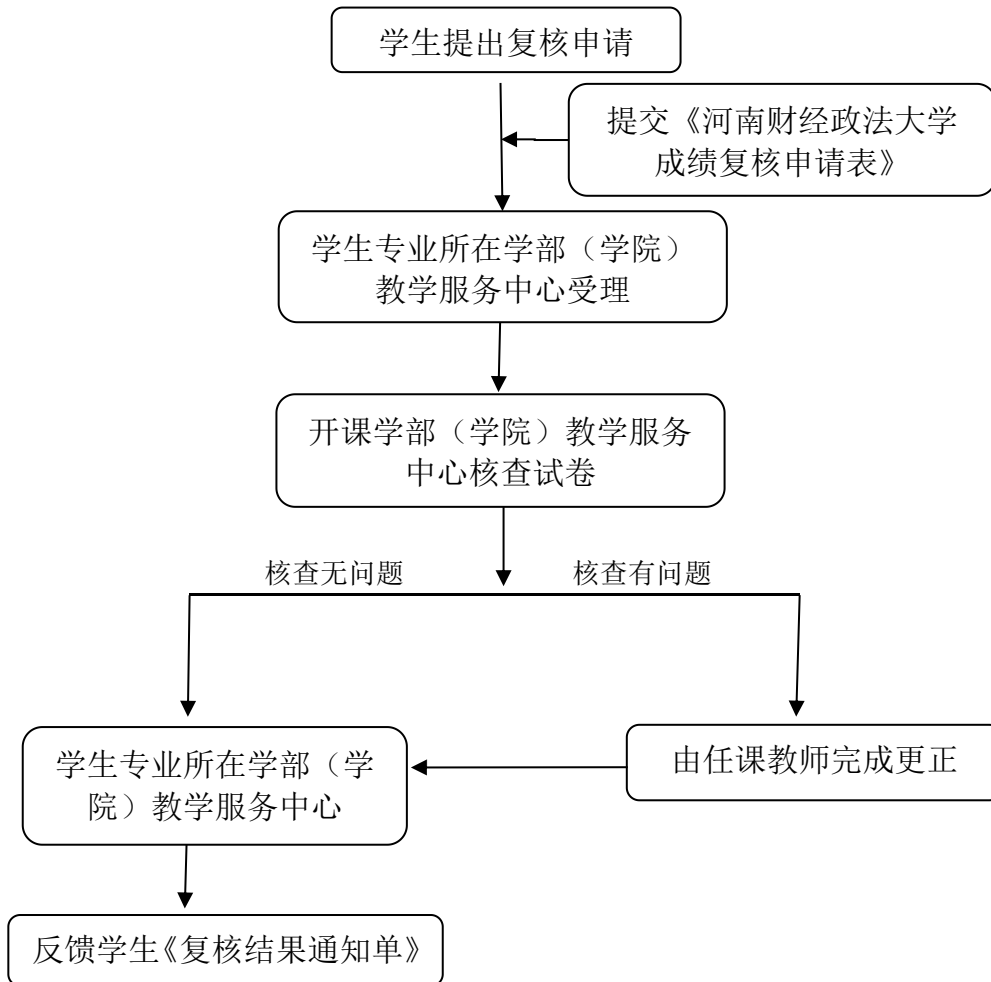 学生提出复核申请
提交《河南财经政法大学
成绩复核申请表》
学生专业所在学部（学院）
教学服务中心受理
开课学部（学院）教学服务
中心核查试卷
核查无问题
核查有问题
学生专业所在学部（学
院）教学服务中心
由任课教师完成更正
反馈学生《复核结果通知单》